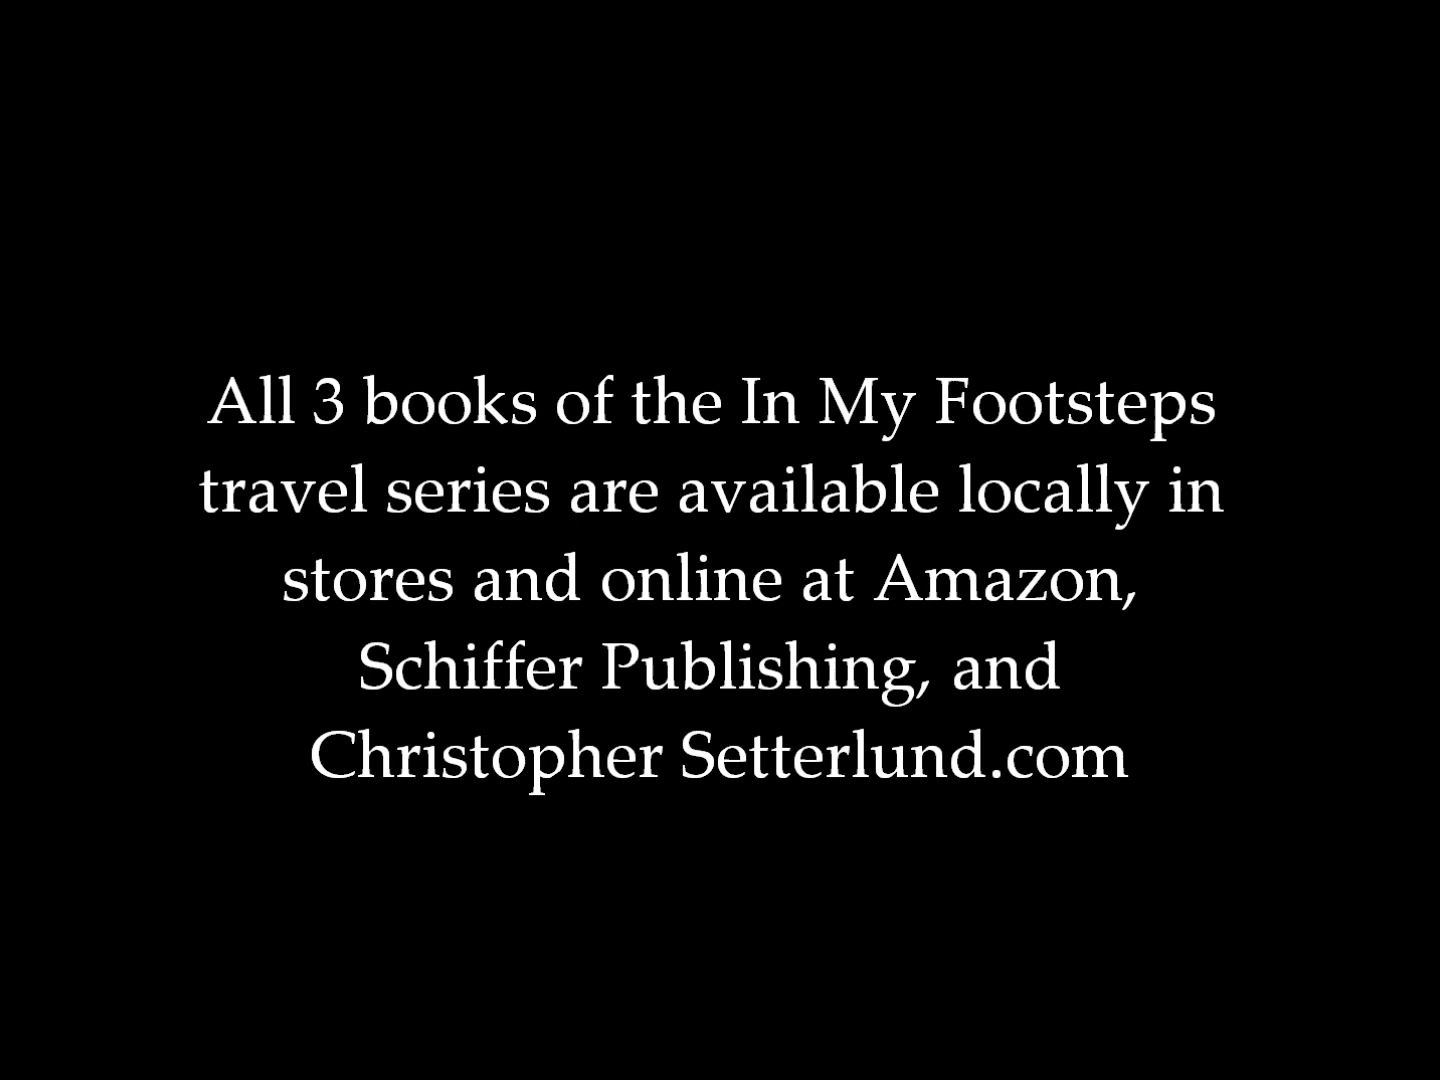 All 3 books of the In My Footsteps
travel series are available locally in
stores and online at Amazon,
Schiffer Publishing, and
Christopher Setterlund.com